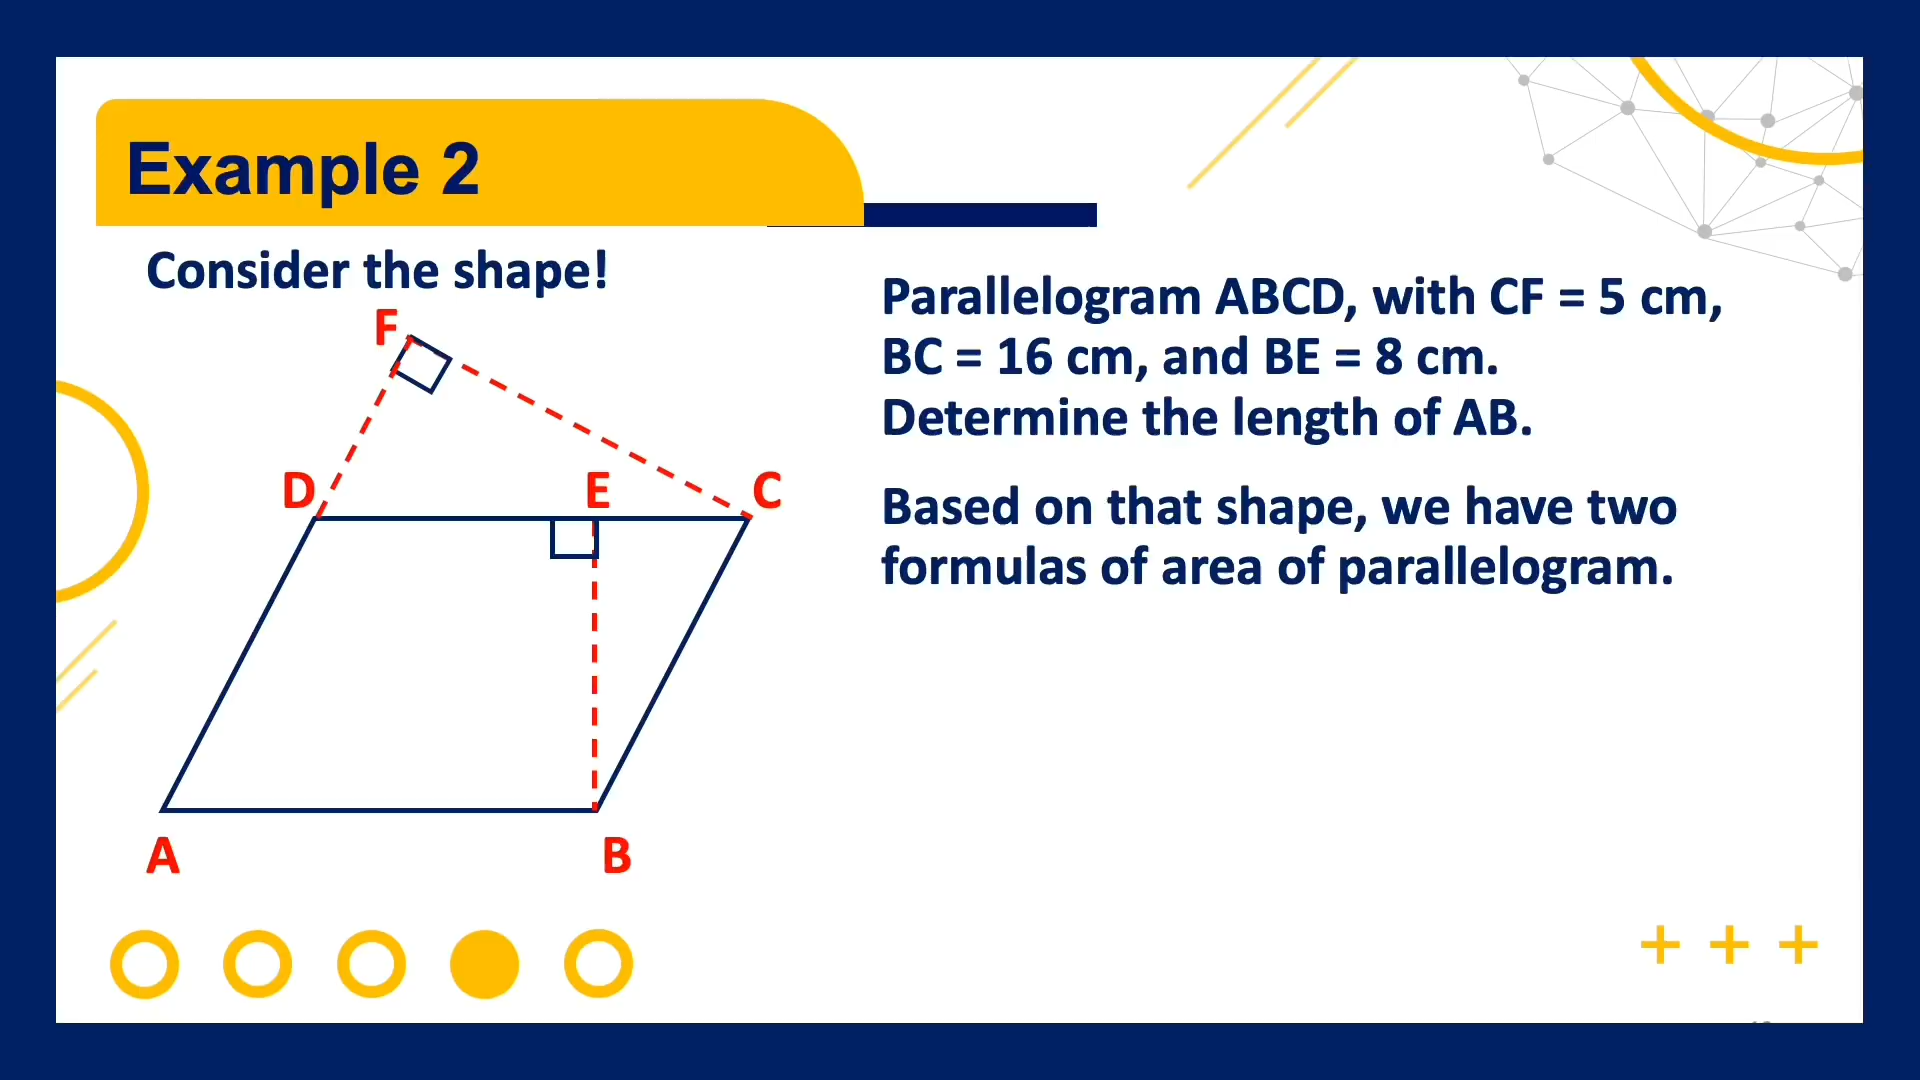 Example 2
Consider the shape!
F
D
E
C
A
B
Parallelogram ABCD, with CF = 5 cm,
BC = 16 cm, and BE = 8 cm.
Determine the length of AB.
Based on that shape, we have two
formulas of area of parallelogram.